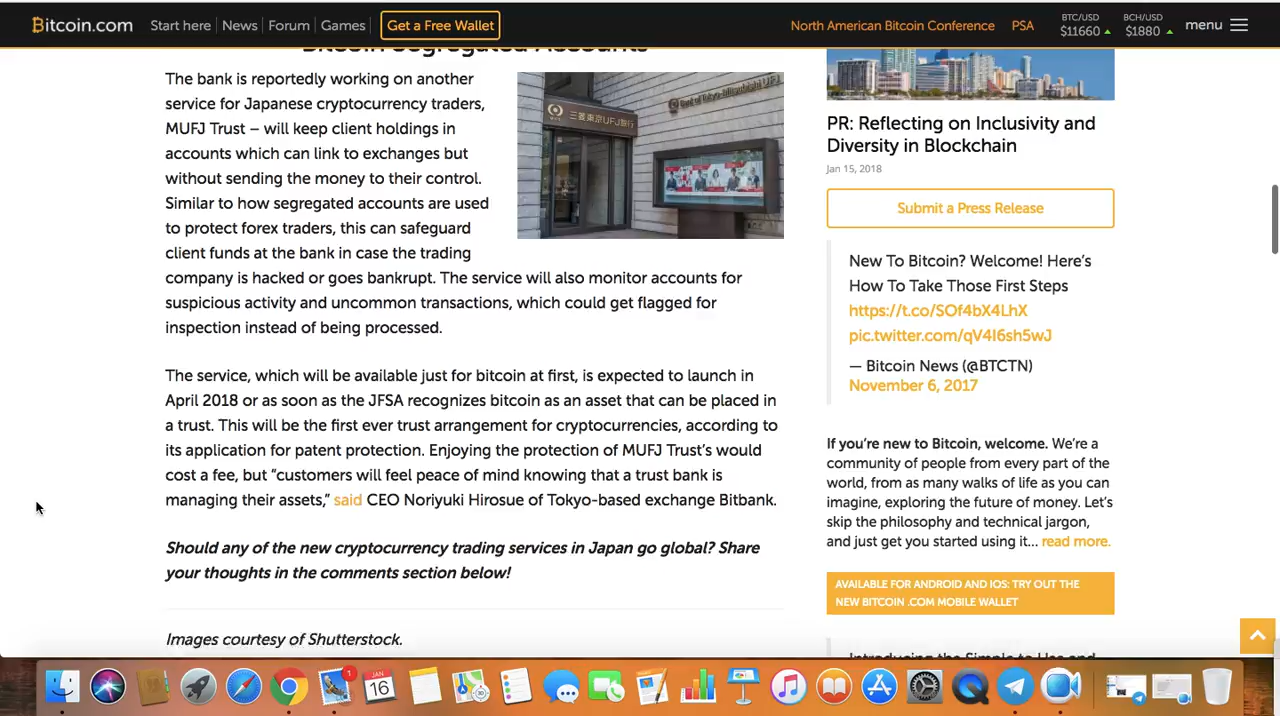 Bitcoin.com
Start here
News
Forum
Games
Get a Free Wallet
North American Bitcoin Conference
PSA
BTC/USD
$11660
BCH/USD
$1880
menu
Bitcoin Segregated Accounts
The bank is reportedly working on another
service for Japanese cryptocurrency traders,
MUFJ Trust – will keep client holdings in
accounts which can link to exchanges but
without sending the money to their control.
Similar to how segregated accounts are used
to protect forex traders, this can safeguard
client funds at the bank in case the trading
company is hacked or goes bankrupt. The service will also monitor accounts for
suspicious activity and uncommon transactions, which could get flagged for
inspection instead of being processed.
三菱東京UFJ銀行
Bank of Tokyo-Mitsubishi UFJ
The service, which will be available just for bitcoin at first, is expected to launch in
April 2018 or as soon as the JFSA recognizes bitcoin as an asset that can be placed in
a trust. This will be the first ever trust arrangement for cryptocurrencies, according to
its application for patent protection. Enjoying the protection of MUFJ Trust’s would
cost a fee, but “customers will feel peace of mind knowing that a trust bank is
managing their assets,” said CEO Noriyuki Hirosue of Tokyo-based exchange Bitbank.
Should any of the new cryptocurrency trading services in Japan go global? Share
your thoughts in the comments section below!
Images courtesy of Shutterstock.
PR: Reflecting on Inclusivity and
Diversity in Blockchain
Jan 15, 2018
Submit a Press Release
New To Bitcoin? Welcome! Here’s
How To Take Those First Steps
https://t.co/SOf4bX4LhX
pic.twitter.com/qV4I6sh5wJ
— Bitcoin News (@BTCTN)
November 6, 2017
If you’re new to Bitcoin, welcome. We’re a
community of people from every part of the
world, from as many walks of life as you can
imagine, exploring the future of money. Let’s
skip the philosophy and technical jargon,
and just get you started using it... read more.
AVAILABLE FOR ANDROID AND IOS: TRY OUT THE
NEW BITCOIN .COM MOBILE WALLET
Introducing the Simple to Use and
1
JAN
16